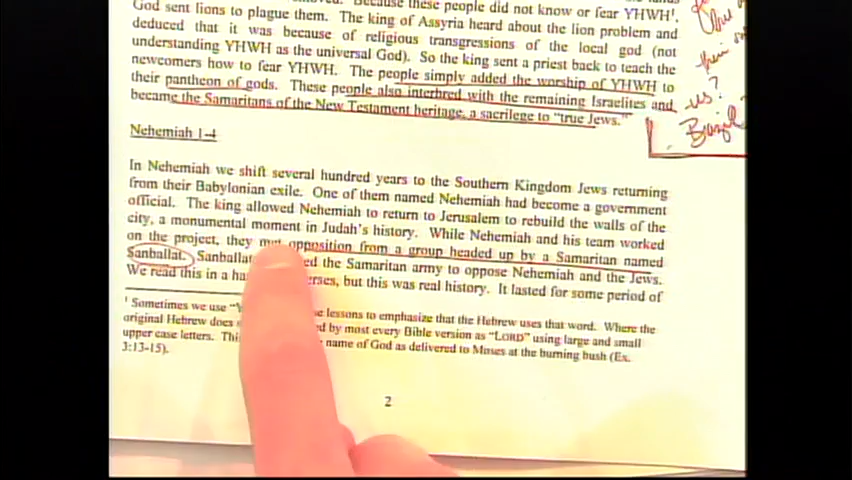 God sent lions to plague them. The king of Assyria heard about the lion problem and
deduced that it was because of religious transgressions of the local god (not
understanding YHWH as the universal God). So the king sent a priest back to teach the
newcomers how to fear YHWH. The people simply added the worship of YHWH to
their pantheon of gods. These people also interbred with the remaining Israelites and
became the Samaritans of the New Testament heritage, a sacrilege to "true Jews."
us?
Brazil
Nehemiah 1-4
In Nehemiah we shift several hundred years to the Southern Kingdom Jews returning
from their Babylonian exile. One of them named Nehemiah had become a government
official. The king allowed Nehemiah to return to Jerusalem to rebuild the walls of the
city, a monumental moment in Judah's history. While Nehemiah and his team worked
on the project, they met opposition from a group headed up by a Samaritan named
Sanballat. Sanballat the Samaritan army to oppose Nehemiah and the Jews.
We read this in a verses, but this was real history. It lasted for some period of
1 Sometimes we use lessons to emphasize that the Hebrew uses that word. Where the
original Hebrew does by most every Bible version as "LORD" using large and small
upper case letters. name of God as delivered to Moses at the burning bush (Ex.
3:13-15).
2